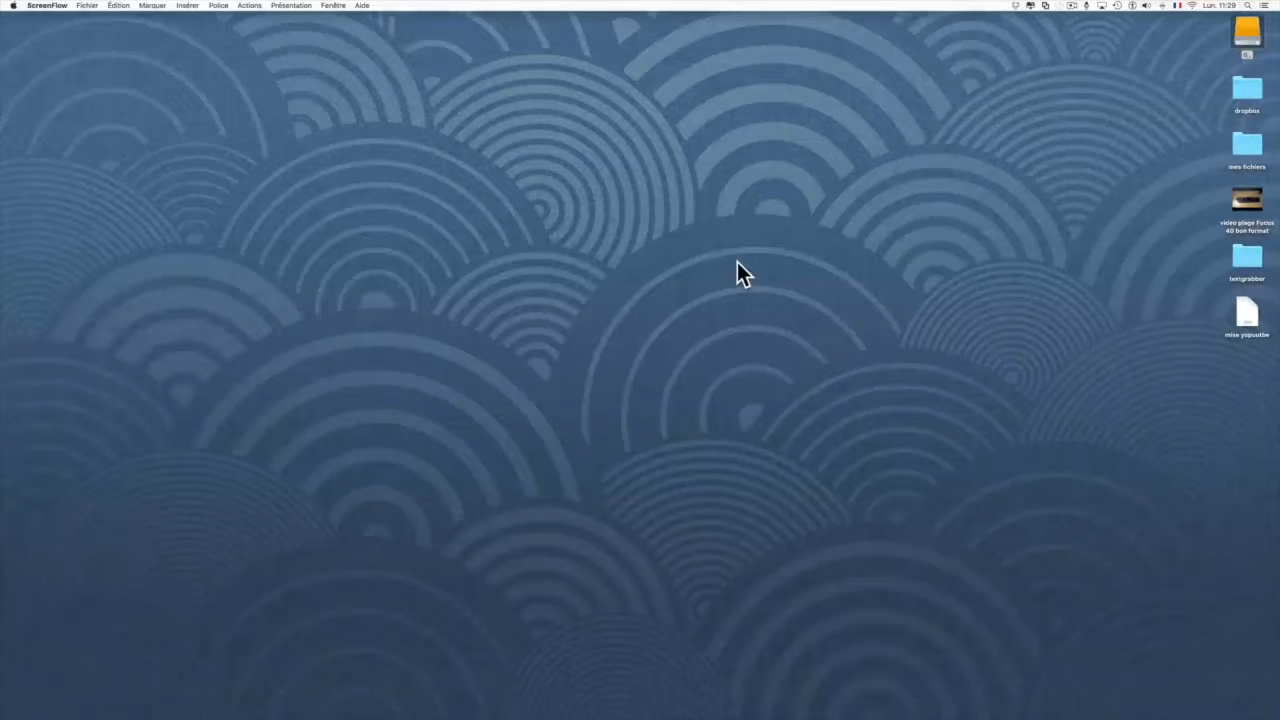 ScreenFlow Fichier Édition Marquer Insérer Police Actions Présentation Fenêtre Aide Lun. 11:29
dropbox
mes fichiers
video plage Focus
40 bon format
textgrabber
mise yopuutbe